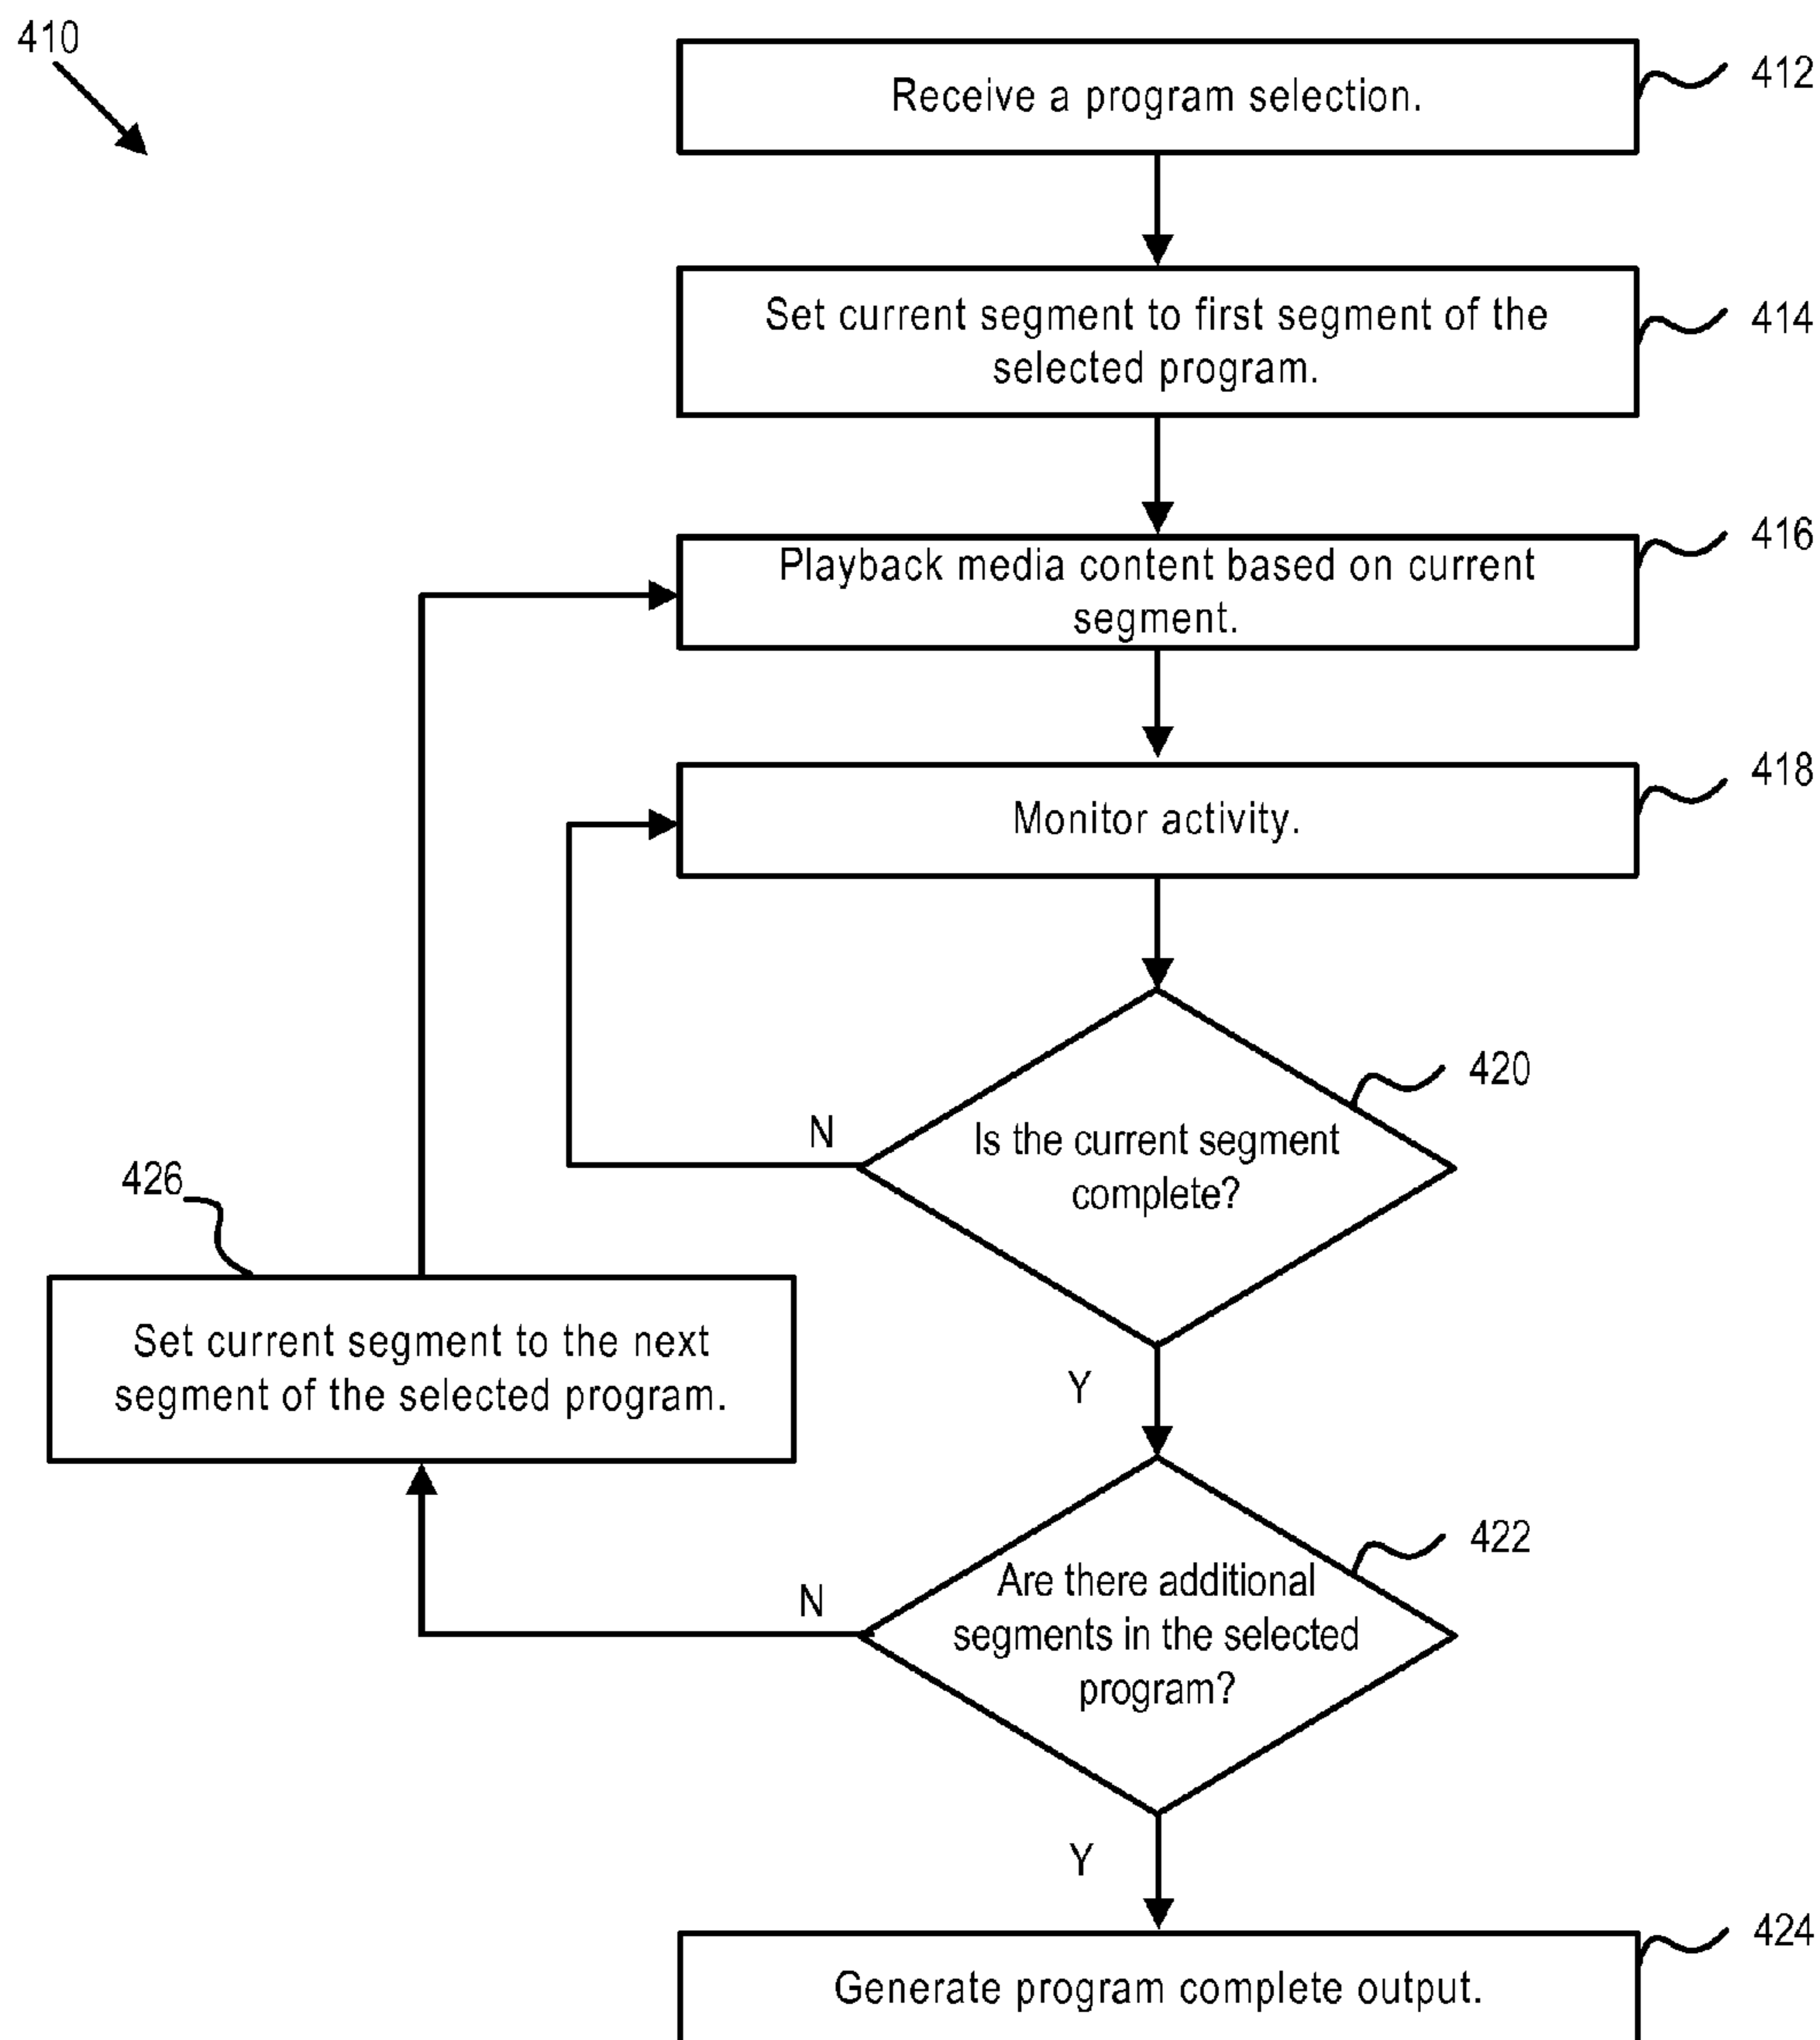 410
Receive a program selection.
412
Set current segment to first segment of the
selected program.
414
Playback media content based on current
segment.
416
Monitor activity.
418
Is the current segment
complete?
420
N
Y
426
Set current segment to the next
segment of the selected program.
Are there additional
segments in the selected
program?
422
N
Y
Generate program complete output.
424